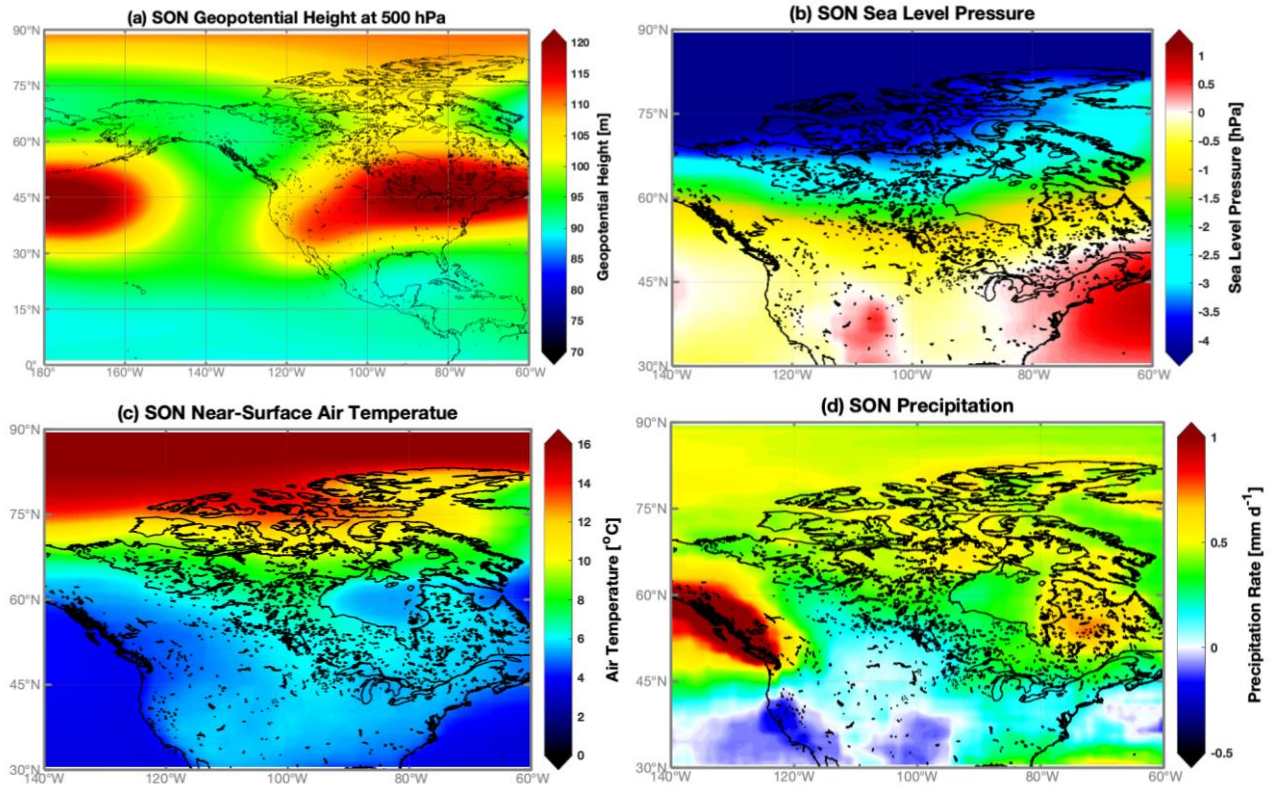 (a) SON Geopotential Height at 500 hPa
90°N
75°N
60°N
45°N
30°N
15°N
0°
180°
160°W
140°W
120°W
100°W
80°W
60°W
120
115
110
105
100
95
90
85
80
75
70
Geopotential Height [m]
(b) SON Sea Level Pressure
90°N
75°N
60°N
45°N
30°N
140°W
120°W
100°W
80°W
60°W
1
0.5
0
-0.5
-1
-1.5
-2
-2.5
-3
-3.5
-4
Sea Level Pressure [hPa]
(c) SON Near-Surface Air Temperatue
90°N
75°N
60°N
45°N
30°N
140°W
120°W
100°W
80°W
60°W
16
14
12
10
8
6
4
2
0
Air Temperature [°C]
(d) SON Precipitation
90°N
75°N
60°N
45°N
30°N
140°W
120°W
100°W
80°W
60°W
1
0.5
0
-0.5
Precipitation Rate [mm d⁻¹]